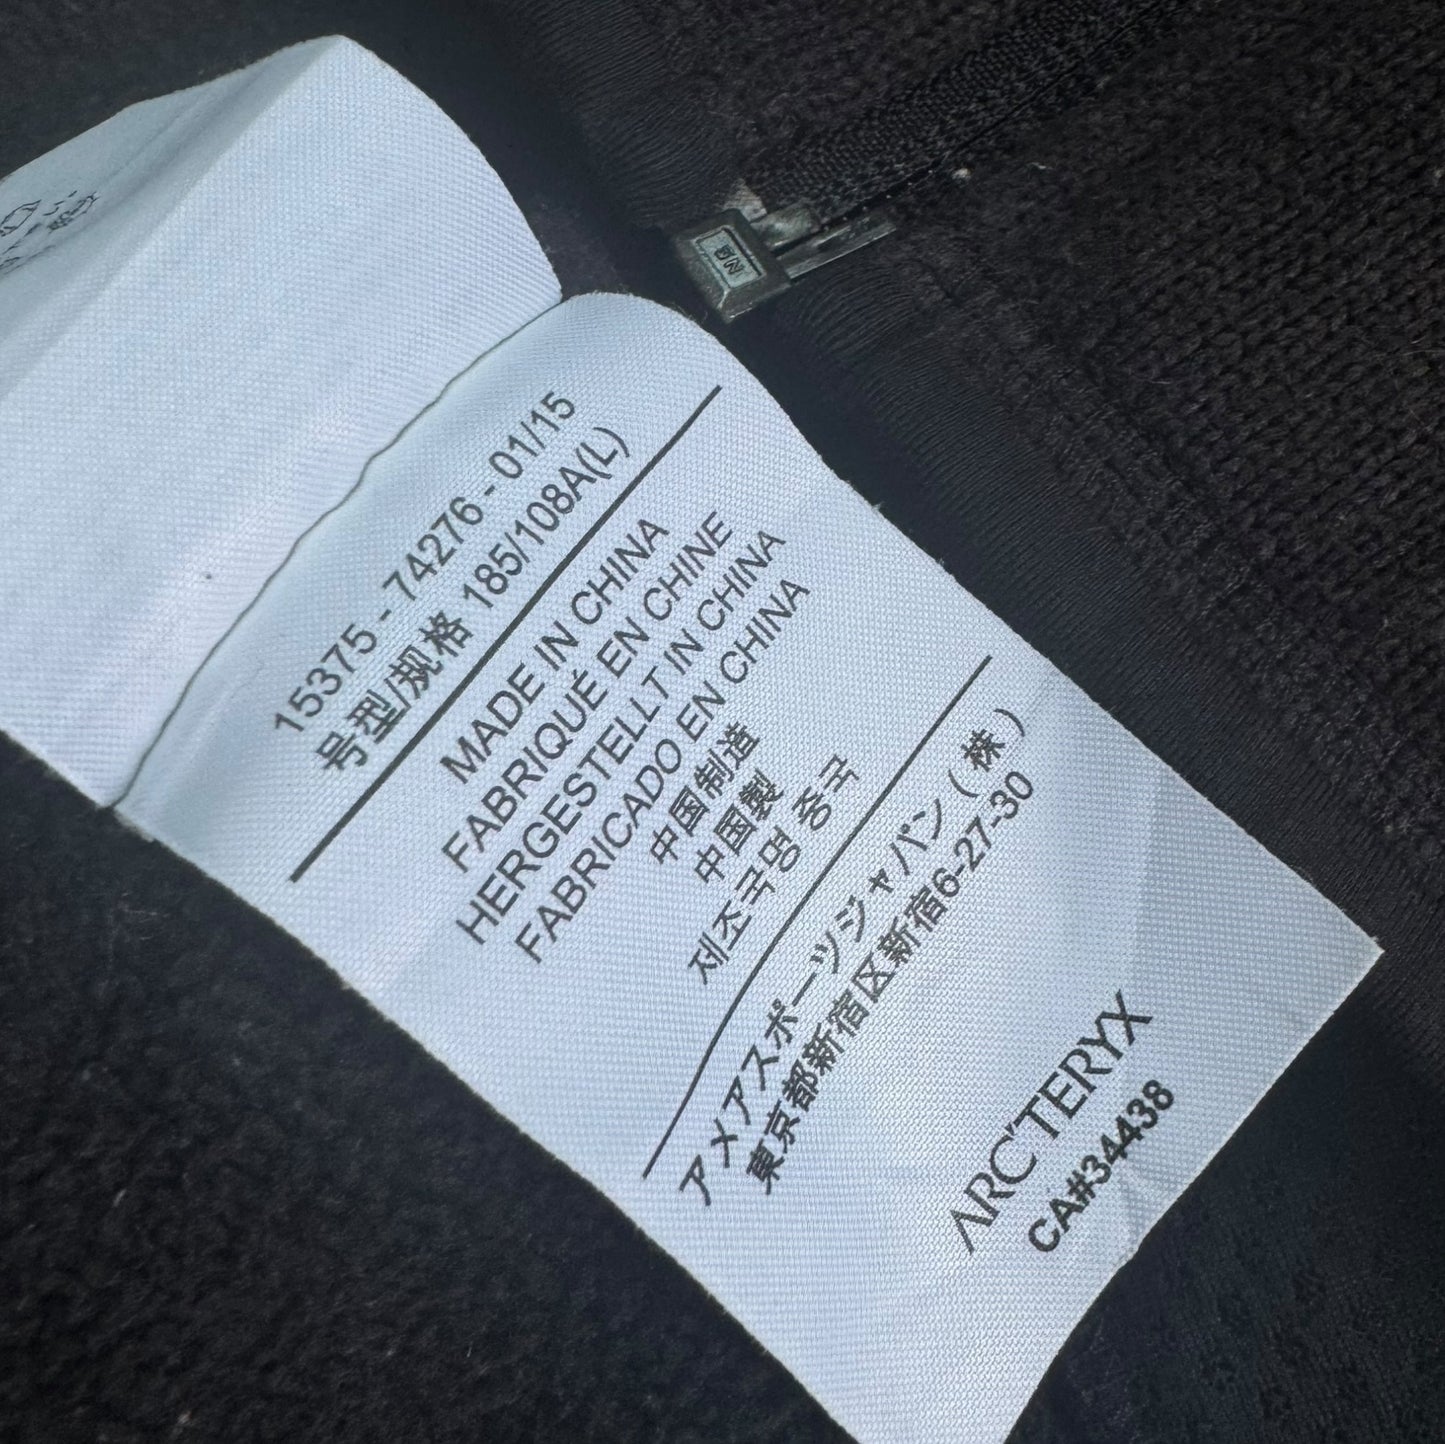 15375 - 74276 - 01/15
号型/规格 185/108A(L)
MADE IN CHINA
FABRIQUÉ EN CHINE
HERGESTELLT IN CHINA
FABRICADO EN CHINA
中国制造
中国製
제조국명 중국
アメアスポーツジャパン(株)
東京都新宿区新宿6-27-30
ARC'TERYX
CA#34438